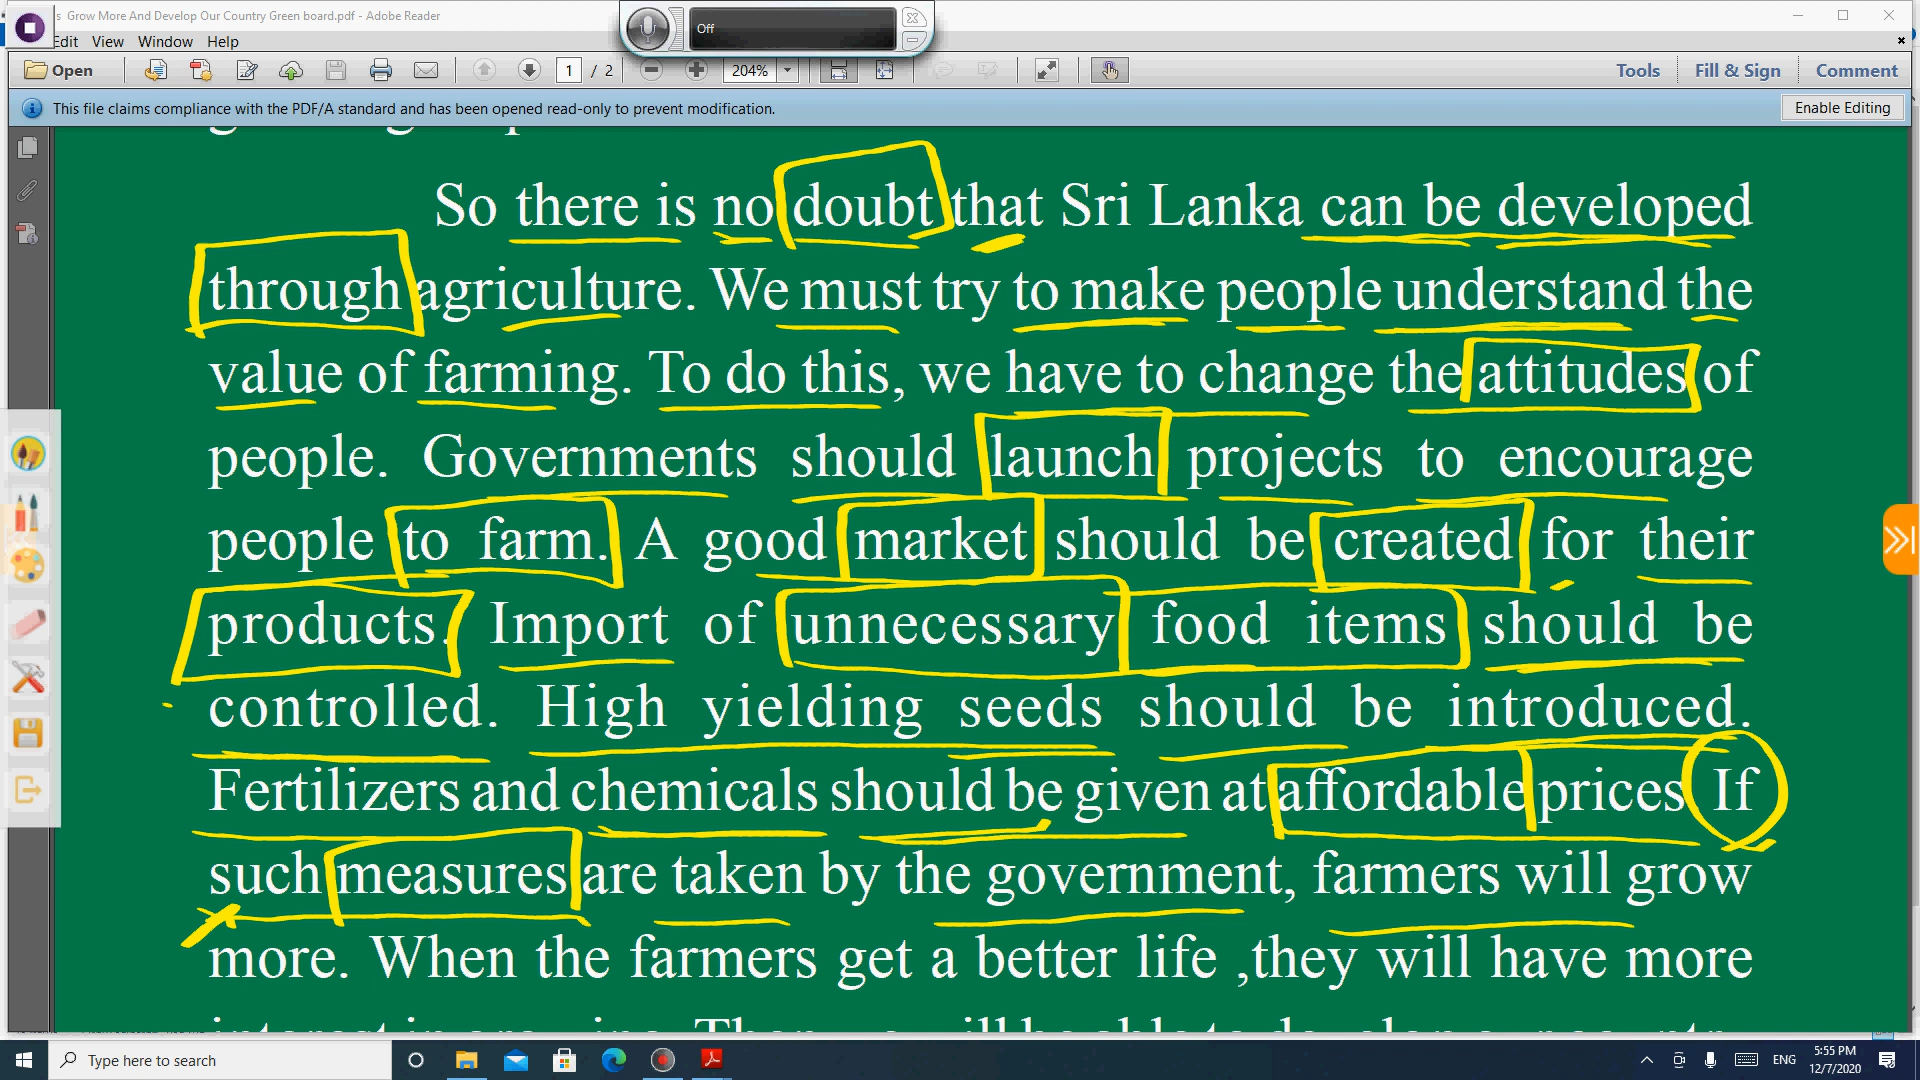 s Grow More And Develop Our Country Green board.pdf - Adobe Reader
Off
Edit View Window Help
Open 1 / 2 204% Tools Fill & Sign Comment
This file claims compliance with the PDF/A standard and has been opened read-only to prevent modification. Enable Editing
So there is no doubt that Sri Lanka can be developed
through agriculture. We must try to make people understand the
value of farming. To do this, we have to change the attitudes of
people. Governments should launch projects to encourage
people to farm. A good market should be created for their
products. Import of unnecessary food items should be
controlled. High yielding seeds should be introduced.
Fertilizers and chemicals should be given at affordable prices If
such measures are taken by the government, farmers will grow
more. When the farmers get a better life ,they will have more
Type here to search
ENG
5:55 PM
12/7/2020